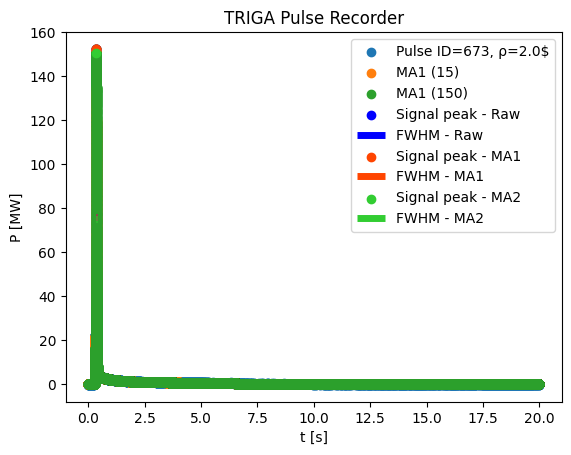 TRIGA Pulse Recorder
P [MW]
160
140
120
100
80
60
40
20
0
Pulse ID=673, ρ=2.0$
MA1 (15)
MA1 (150)
Signal peak - Raw
FWHM - Raw
Signal peak - MA1
FWHM - MA1
Signal peak - MA2
FWHM - MA2
0.0 2.5 5.0 7.5 10.0 12.5 15.0 17.5 20.0
t [s]